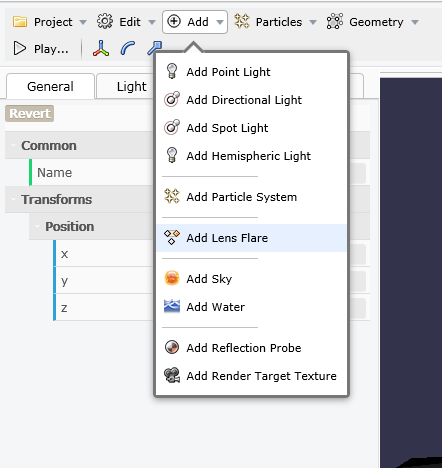 Project Edit Add Particles Geometry
Play...
General Light
Revert
Common
Name
Transforms
Position
x
y
z
Add Point Light
Add Directional Light
Add Spot Light
Add Hemispheric Light
Add Particle System
Add Lens Flare
Add Sky
Add Water
Add Reflection Probe
Add Render Target Texture